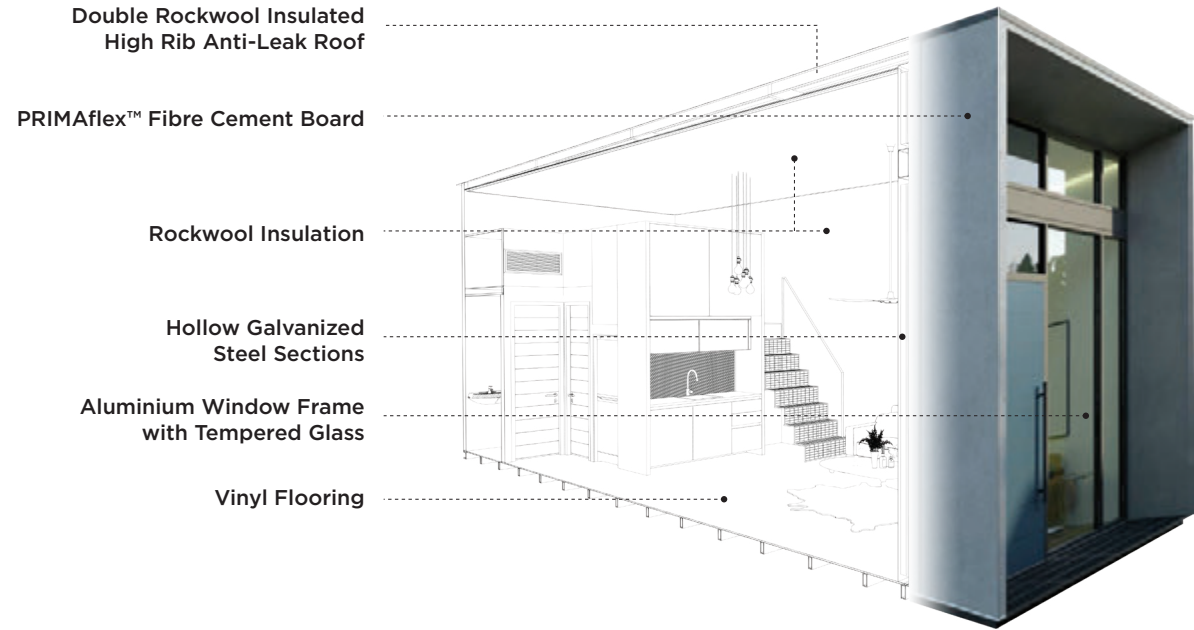 Double Rockwool Insulated
High Rib Anti-Leak Roof
PRIMAflex™ Fibre Cement Board
Rockwool Insulation
Hollow Galvanized
Steel Sections
Aluminium Window Frame
with Tempered Glass
Vinyl Flooring